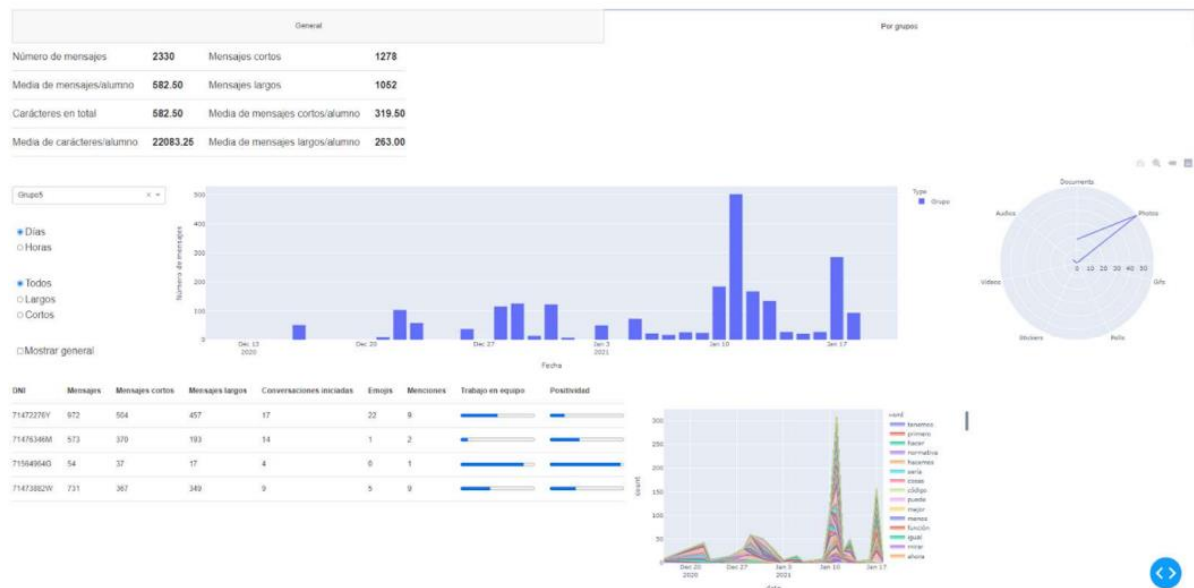 General
Por grupos
Número de mensajes 2330 Mensajes cortos 1278
Media de mensajes/alumno 582.50 Mensajes largos 1052
Carácteres en total 582.50 Media de mensajes cortos/alumno 319.50
Media de carácteres/alumno 22083.25 Media de mensajes largos/alumno 263.00
Grupo5
Días
Horas
Todos
Largos
Cortos
Mostrar general
Número de mensajes
500
400
300
200
100
0
Dec 13 Dec 20 Dec 27 Jan 3 Jan 10 Jan 17
2020 2021
Fecha
Type
Grupo
Documents
Audios
Photos
Videos
0 10 20 30 40 50
Gifs
Stickers
Polls
DNI Mensajes Mensajes cortos Mensajes largos Conversaciones iniciadas Emojis Menciones Trabajo en equipo Positividad
71472276Y 972 504 457 17 22 9
71476346M 573 370 193 14 1 2
71564964G 54 37 17 4 0 1
71473882W 731 367 349 9 5 9
count
300
250
200
150
100
50
0
Dec 20 Dec 27 Jan 3 Jan 10 Jan 17
2020 2021
date
word
tenemos
primero
hacer
normativa
hacemos
sería
cosas
código
puede
mejor
menos
función
igual
mirar
ahora